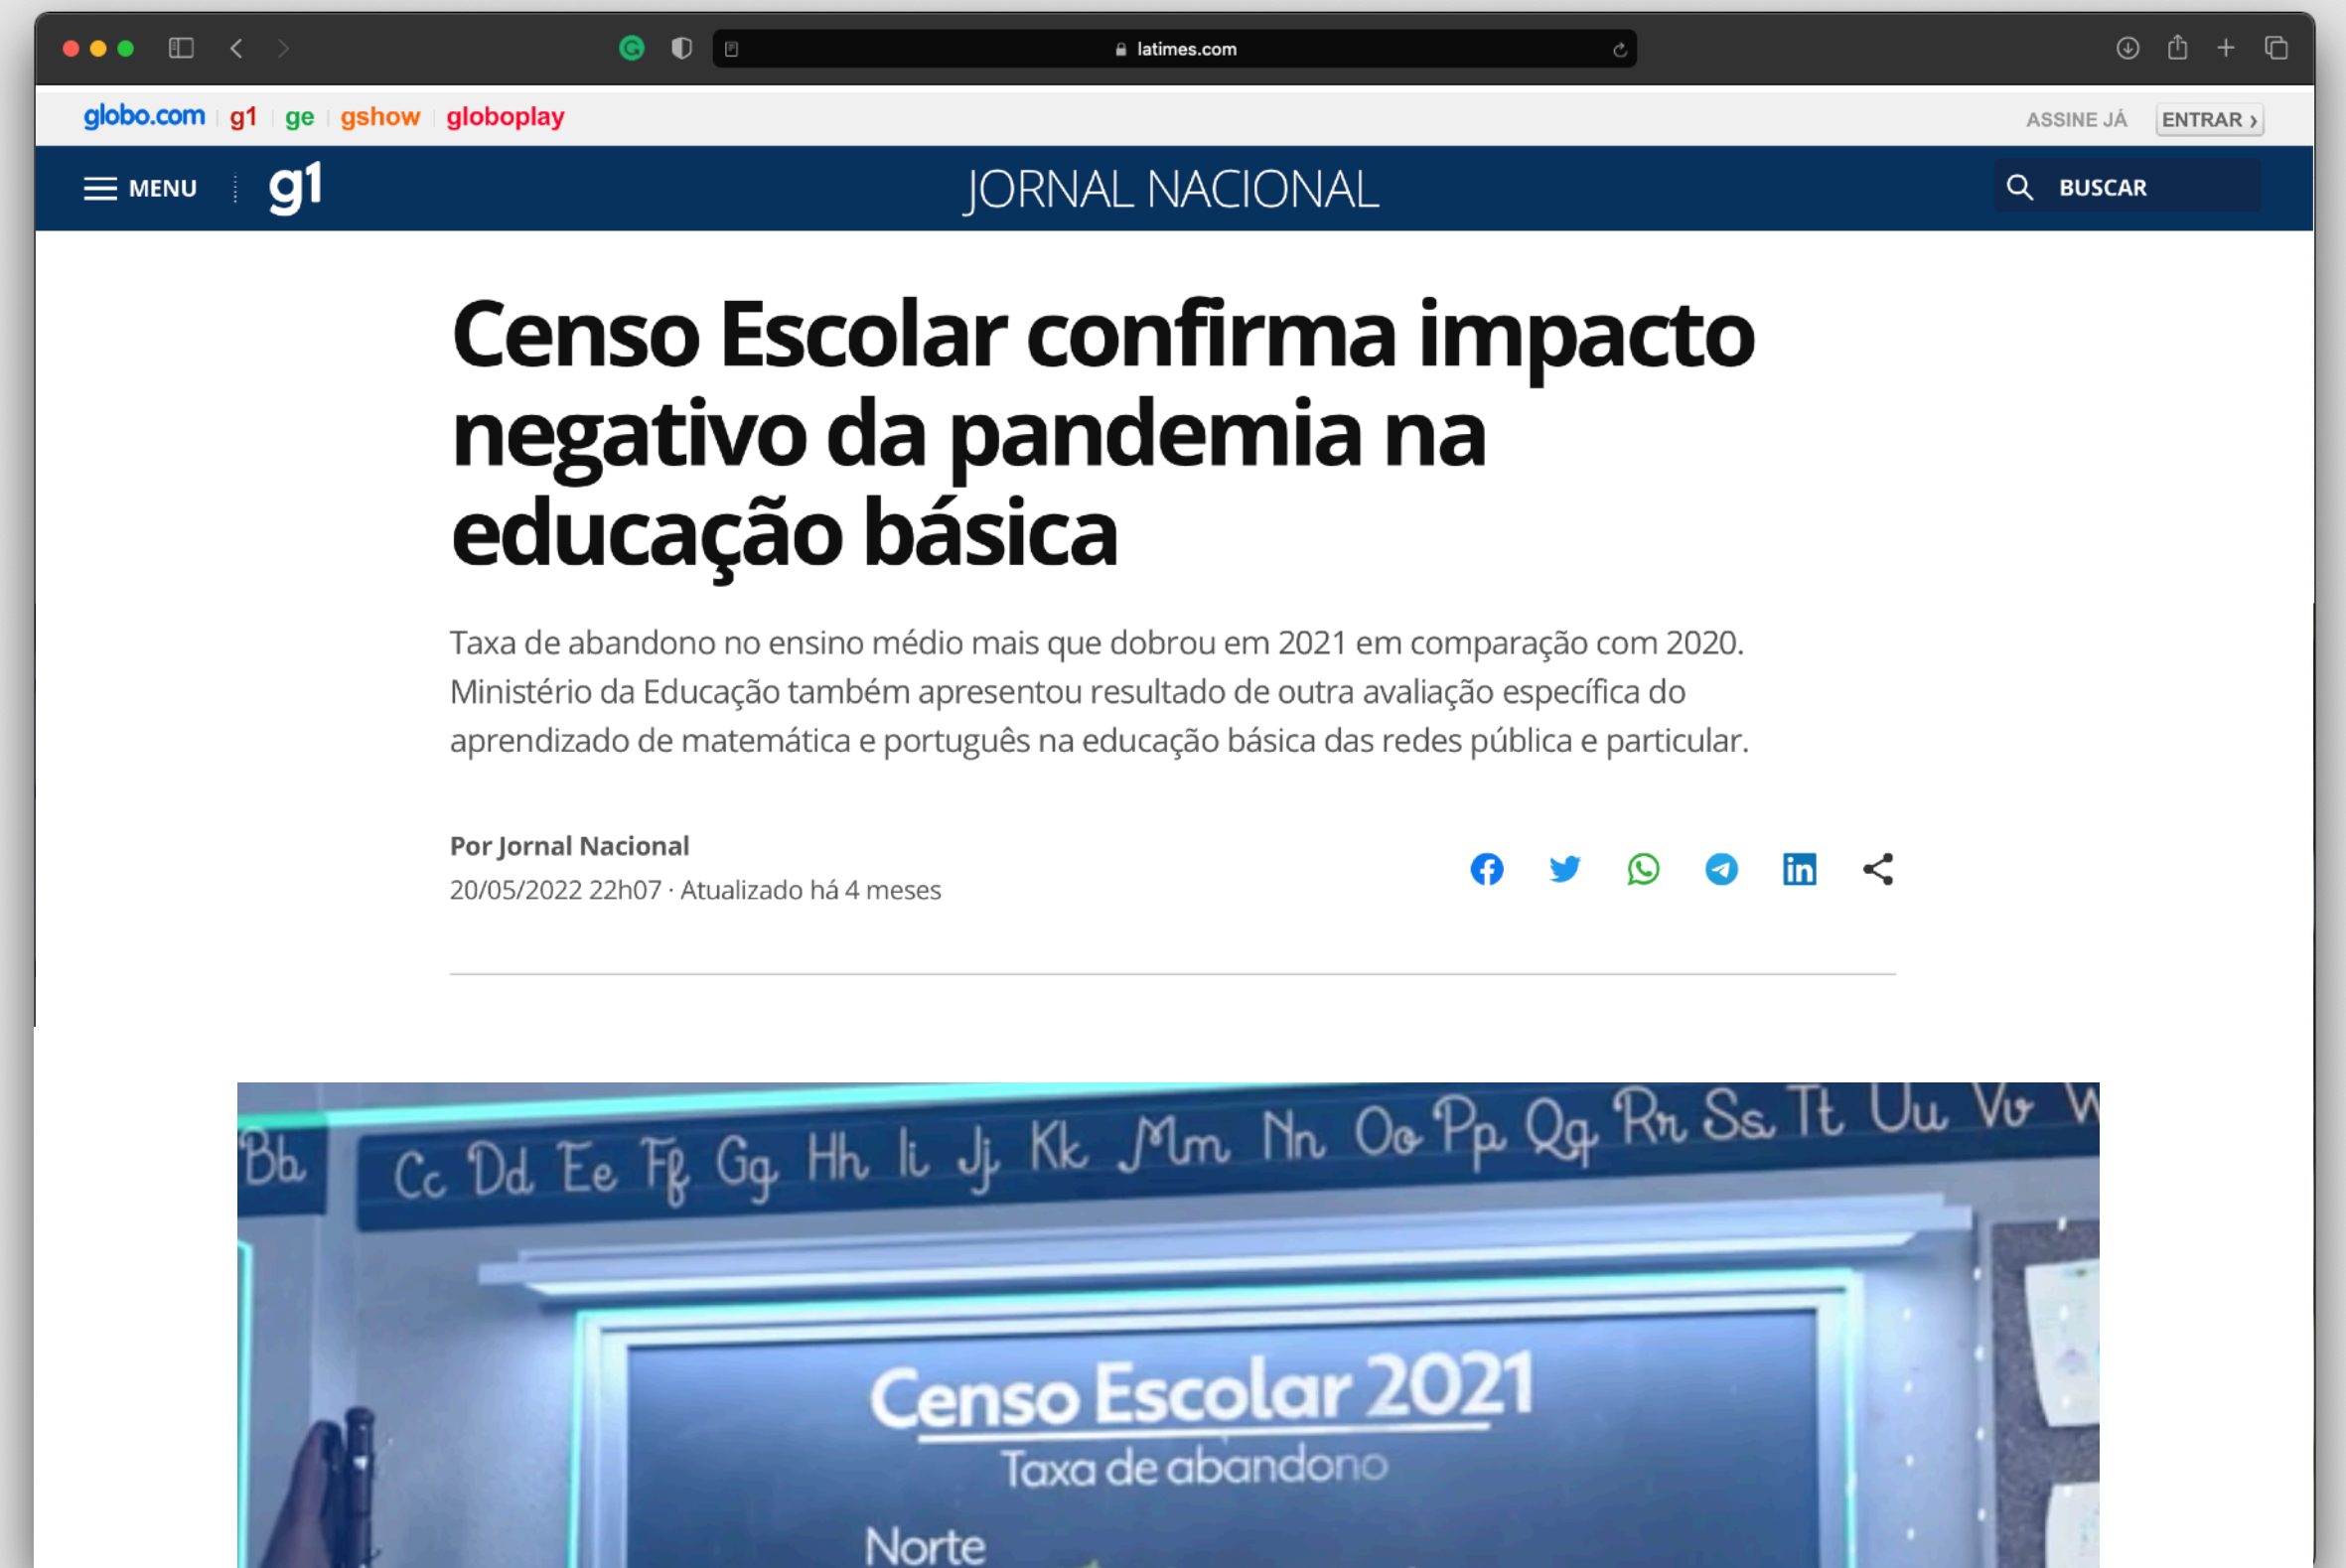 latimes.com
globo.com g1 ge gshow globoplay ASSINE JÁ ENTRAR ›
MENU g1 JORNAL NACIONAL BUSCAR
Censo Escolar confirma impacto
negativo da pandemia na
educação básica
Taxa de abandono no ensino médio mais que dobrou em 2021 em comparação com 2020.
Ministério da Educação também apresentou resultado de outra avaliação específica do
aprendizado de matemática e português na educação básica das redes pública e particular.
Por Jornal Nacional
20/05/2022 22h07 · Atualizado há 4 meses
Bb Cc Dd Ee Ff Gg Hh Ii Jj Kk Mm Nn Oo Pp Qq Rr Ss Tt Uu Vv W
Censo Escolar 2021
Taxa de abandono
Norte